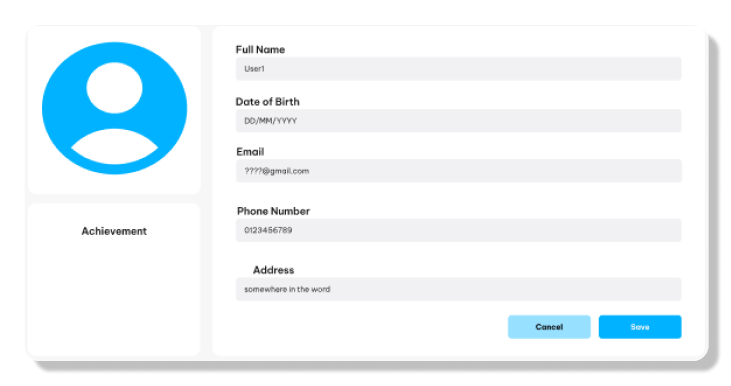 Full Name
User1
Date of Birth
DD/MM/YYYY
Email
????@gmail.com
Phone Number
0123456789
Achievement
Address
somewhere in the word
Cancel
Save